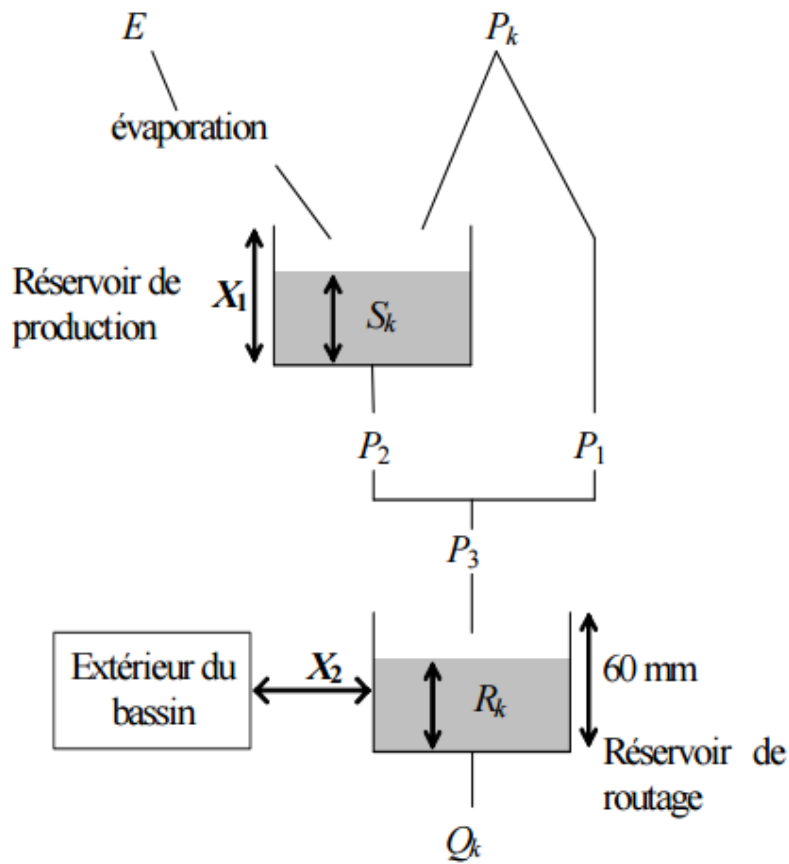 E
P_k
évaporation
Réservoir de
production
X_1
S_k
P_2
P_1
P_3
Extérieur du
bassin
X_2
R_k
60 mm
Réservoir de
routage
Q_k